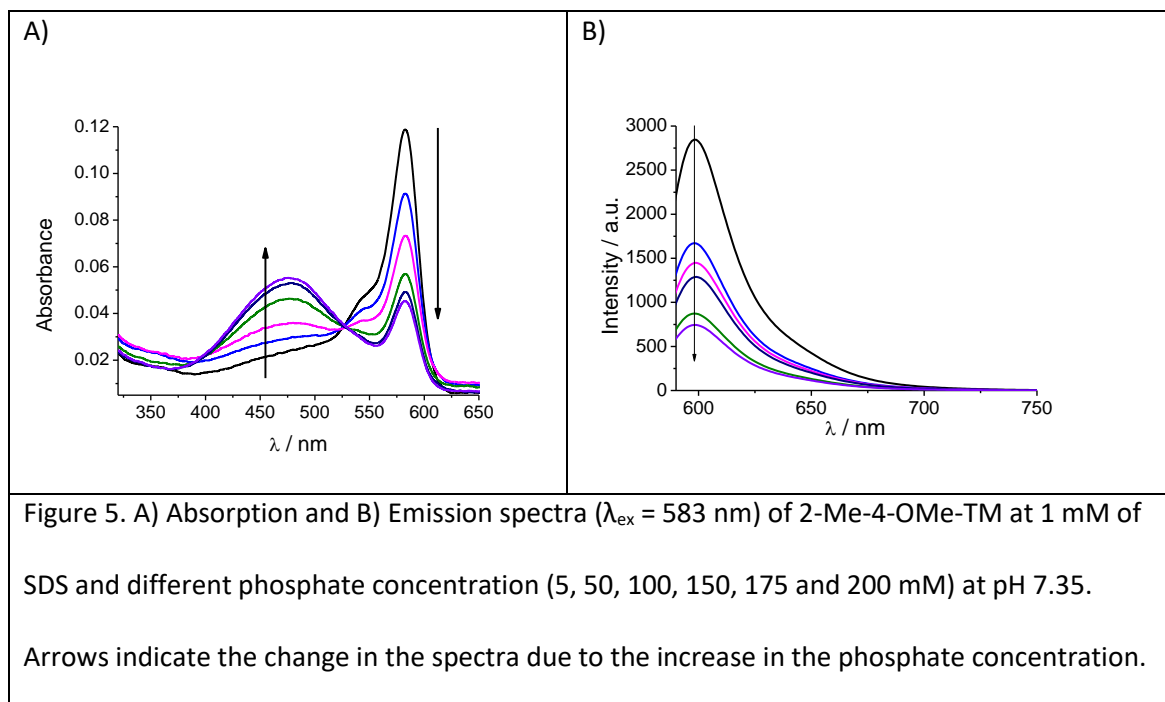 A)
B)
0.12
0.10
0.08
0.06
0.04
0.02
Absorbance
350 400 450 500 550 600 650
λ / nm
3000
2500
2000
1500
1000
500
0
Intensity / a.u.
600 650 700 750
λ / nm
Figure 5. A) Absorption and B) Emission spectra (λex = 583 nm) of 2-Me-4-OMe-TM at 1 mM of
SDS and different phosphate concentration (5, 50, 100, 150, 175 and 200 mM) at pH 7.35.
Arrows indicate the change in the spectra due to the increase in the phosphate concentration.